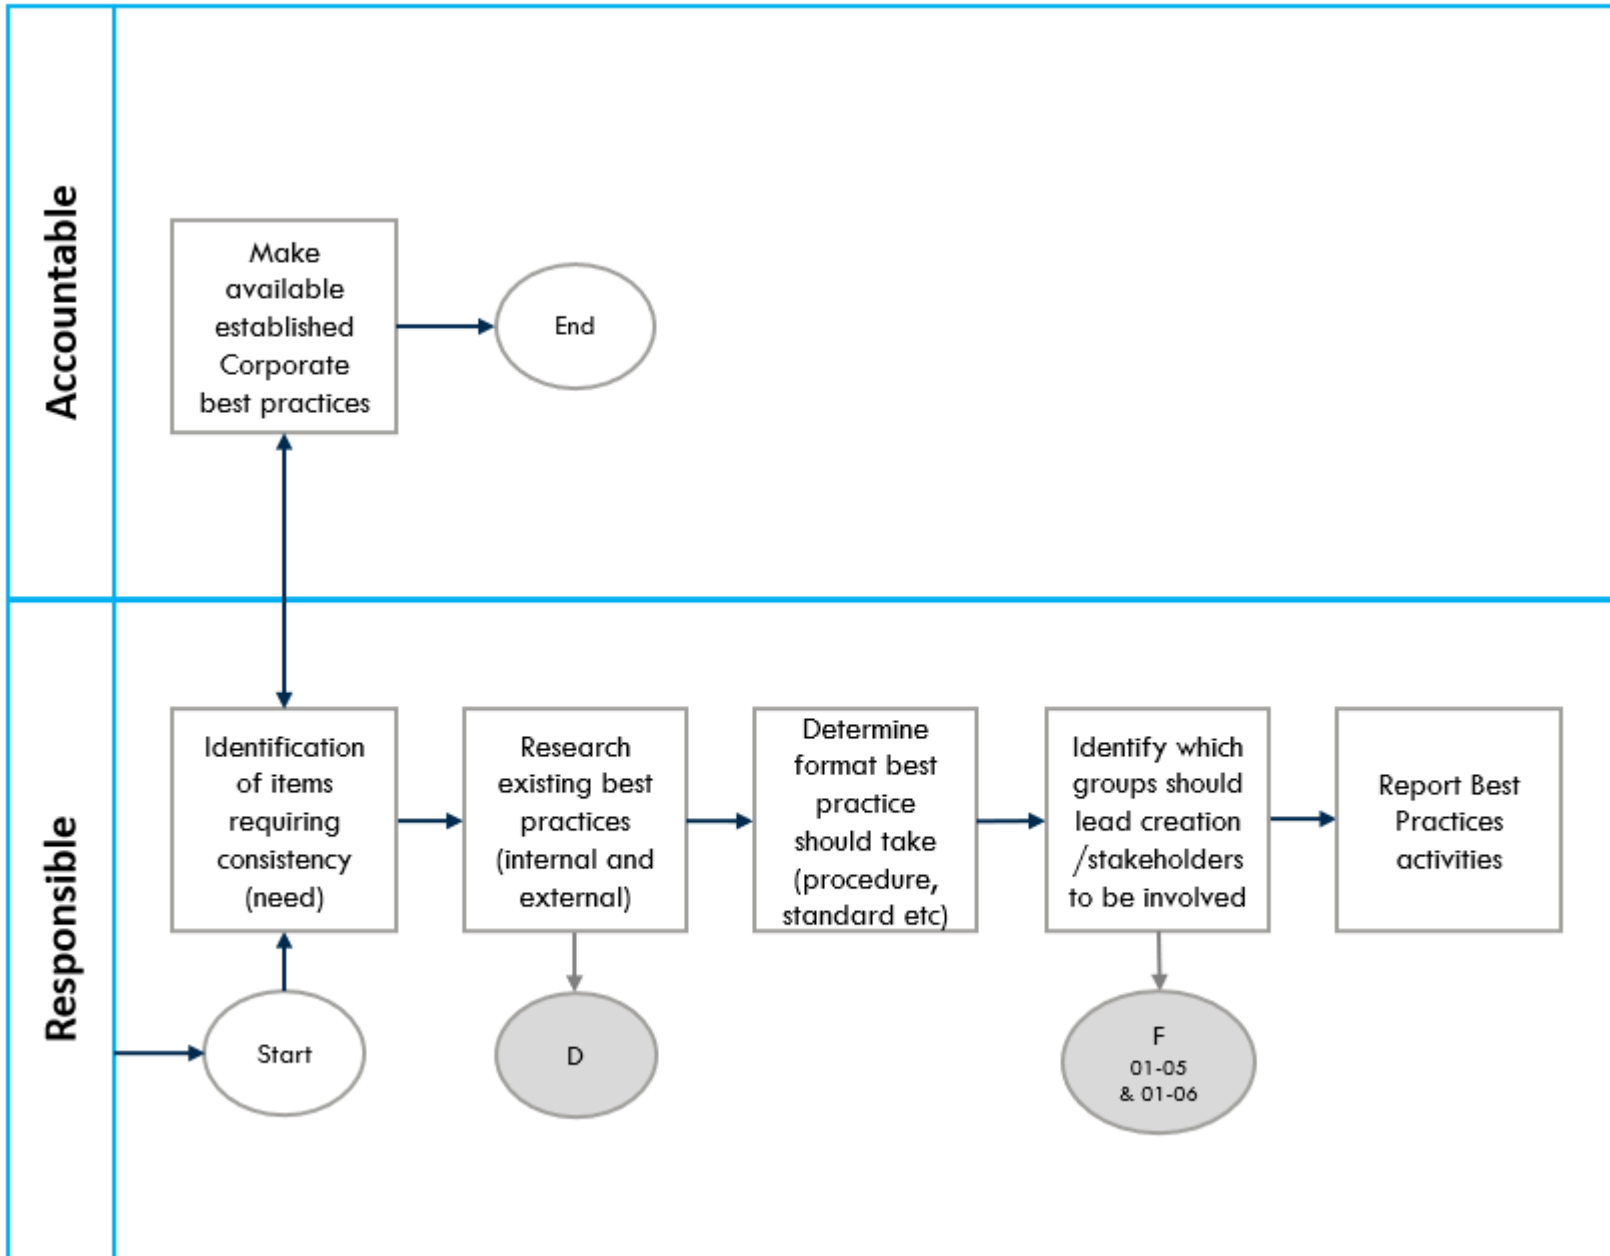 Accountable
Make
available
established
Corporate
best practices
End
Responsible
Identification
of items
requiring
consistency
(need)
Research
existing best
practices
(internal and
external)
Determine
format best
practice
should take
(procedure,
standard etc)
Identify which
groups should
lead creation
/stakeholders
to be involved
Report Best
Practices
activities
Start
D
F
01-05
& 01-06